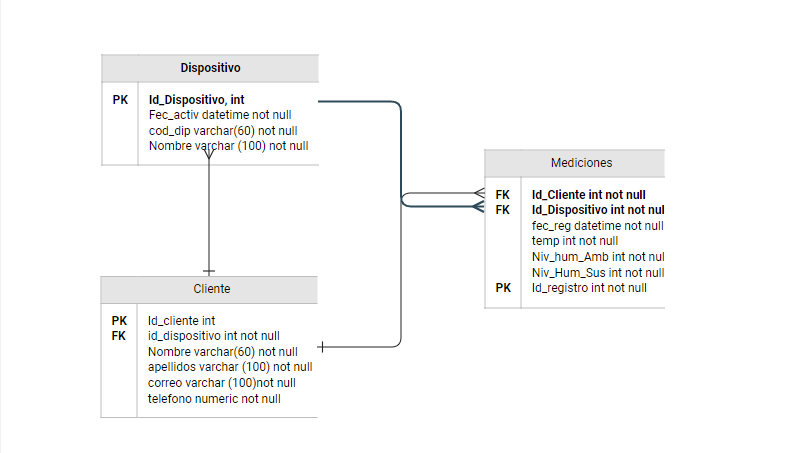 Dispositivo
PK Id_Dispositivo, int
Fec_activ datetime not null
cod_dip varchar(60) not null
Nombre varchar (100) not null
Mediciones
FK Id_Cliente int not null
FK Id_Dispositivo int not nul
fec_reg datetime not null
temp int not null
Niv_hum_Amb int not nul
Niv_Hum_Sus int not null
PK Id_registro int not null
Cliente
PK Id_cliente int
FK id_dispositivo int not null
Nombre varchar(60) not null
apellidos varchar (100) not null
correo varchar (100)not null
telefono numeric not null